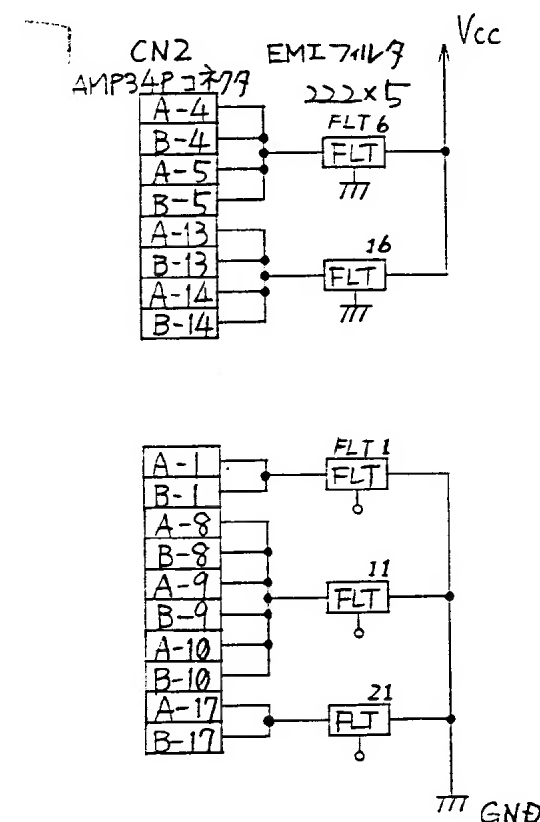 Vcc
CN2
EMIフィルタ
AMP34Pコネクタ
222×5
A-4
FLT6
B-4
FLT
A-5
B-5
A-13
16
B-13
FLT
A-14
B-14
FLT1
A-1
FLT
B-1
A-8
B-8
11
A-9
FLT
B-9
A-10
B-10
21
A-17
FLT
B-17
GND